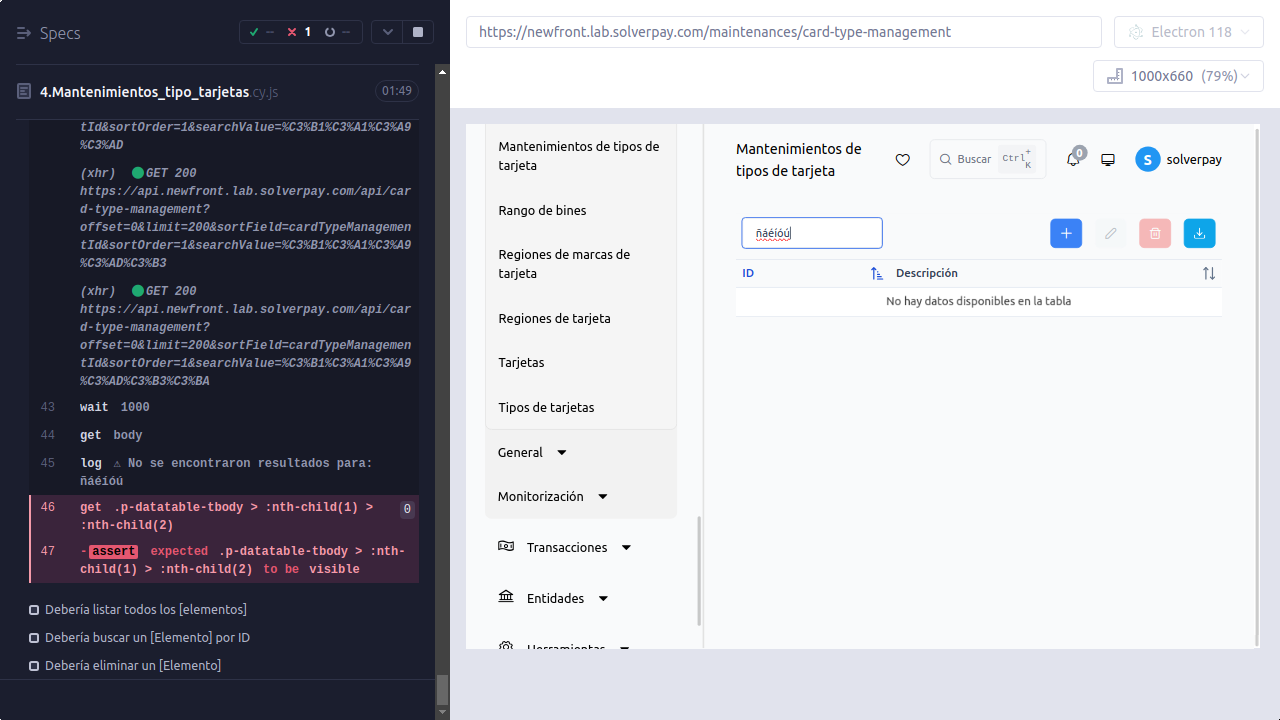 Specs
--
1
--
4.Mantenimientos_tipo_tarjetas.cy.js
01:49
tId&sortOrder=1&searchValue=%C3%B1%C3%A1%C3%A9
%C3%AD
(xhr) GET 200
https://api.newfront.lab.solverpay.com/api/car
d-type-management?
offset=0&limit=200&sortField=cardTypeManagemen
tId&sortOrder=1&searchValue=%C3%B1%C3%A1%C3%A9
%C3%AD%C3%B3
(xhr) GET 200
https://api.newfront.lab.solverpay.com/api/car
d-type-management?
offset=0&limit=200&sortField=cardTypeManagemen
tId&sortOrder=1&searchValue=%C3%B1%C3%A1%C3%A9
%C3%AD%C3%B3%C3%BA
43 wait 1000
44 get body
45 log ⚠ No se encontraron resultados para:
ñáéíóú
46 get .p-datatable-tbody > :nth-child(1) >
:nth-child(2)
0
47 -assert expected .p-datatable-tbody > :nth-
child(1) > :nth-child(2) to be visible
Debería listar todos los [elementos]
Debería buscar un [Elemento] por ID
Debería eliminar un [Elemento]
https://newfront.lab.solverpay.com/maintenances/card-type-management
Electron 118
1000x660 (79%)
Mantenimientos de tipos de
tarjeta
Rango de bines
Regiones de marcas de
tarjeta
Regiones de tarjeta
Tarjetas
Tipos de tarjetas
General
Monitorización
Transacciones
Entidades
Herramientas
Mantenimientos de
tipos de tarjeta
Buscar
Ctrl+
K
0
S
solverpay
ñáéíóú
ID
Descripción
No hay datos disponibles en la tabla